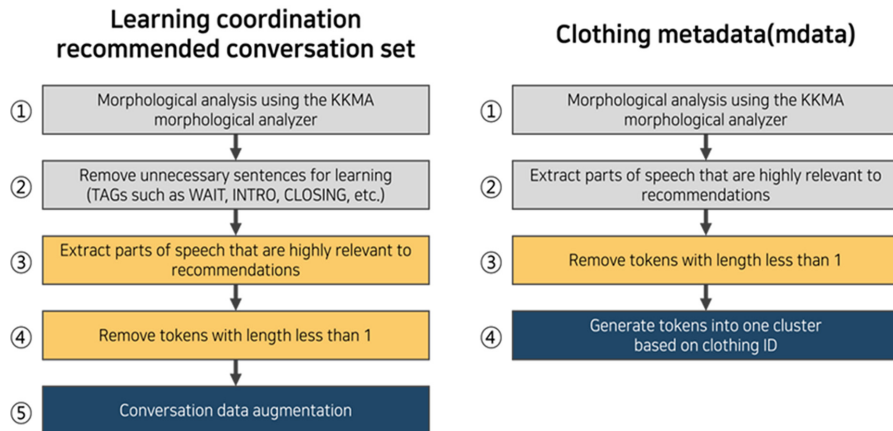 Learning coordination
recommended conversation set
① Morphological analysis using the KKMA
morphological analyzer
② Remove unnecessary sentences for learning
(TAGs such as WAIT, INTRO, CLOSING, etc.)
③ Extract parts of speech that are highly relevant to
recommendations
④ Remove tokens with length less than 1
⑤ Conversation data augmentation
Clothing metadata(mdata)
① Morphological analysis using the KKMA
morphological analyzer
② Extract parts of speech that are highly relevant to
recommendations
③ Remove tokens with length less than 1
④ Generate tokens into one cluster
based on clothing ID